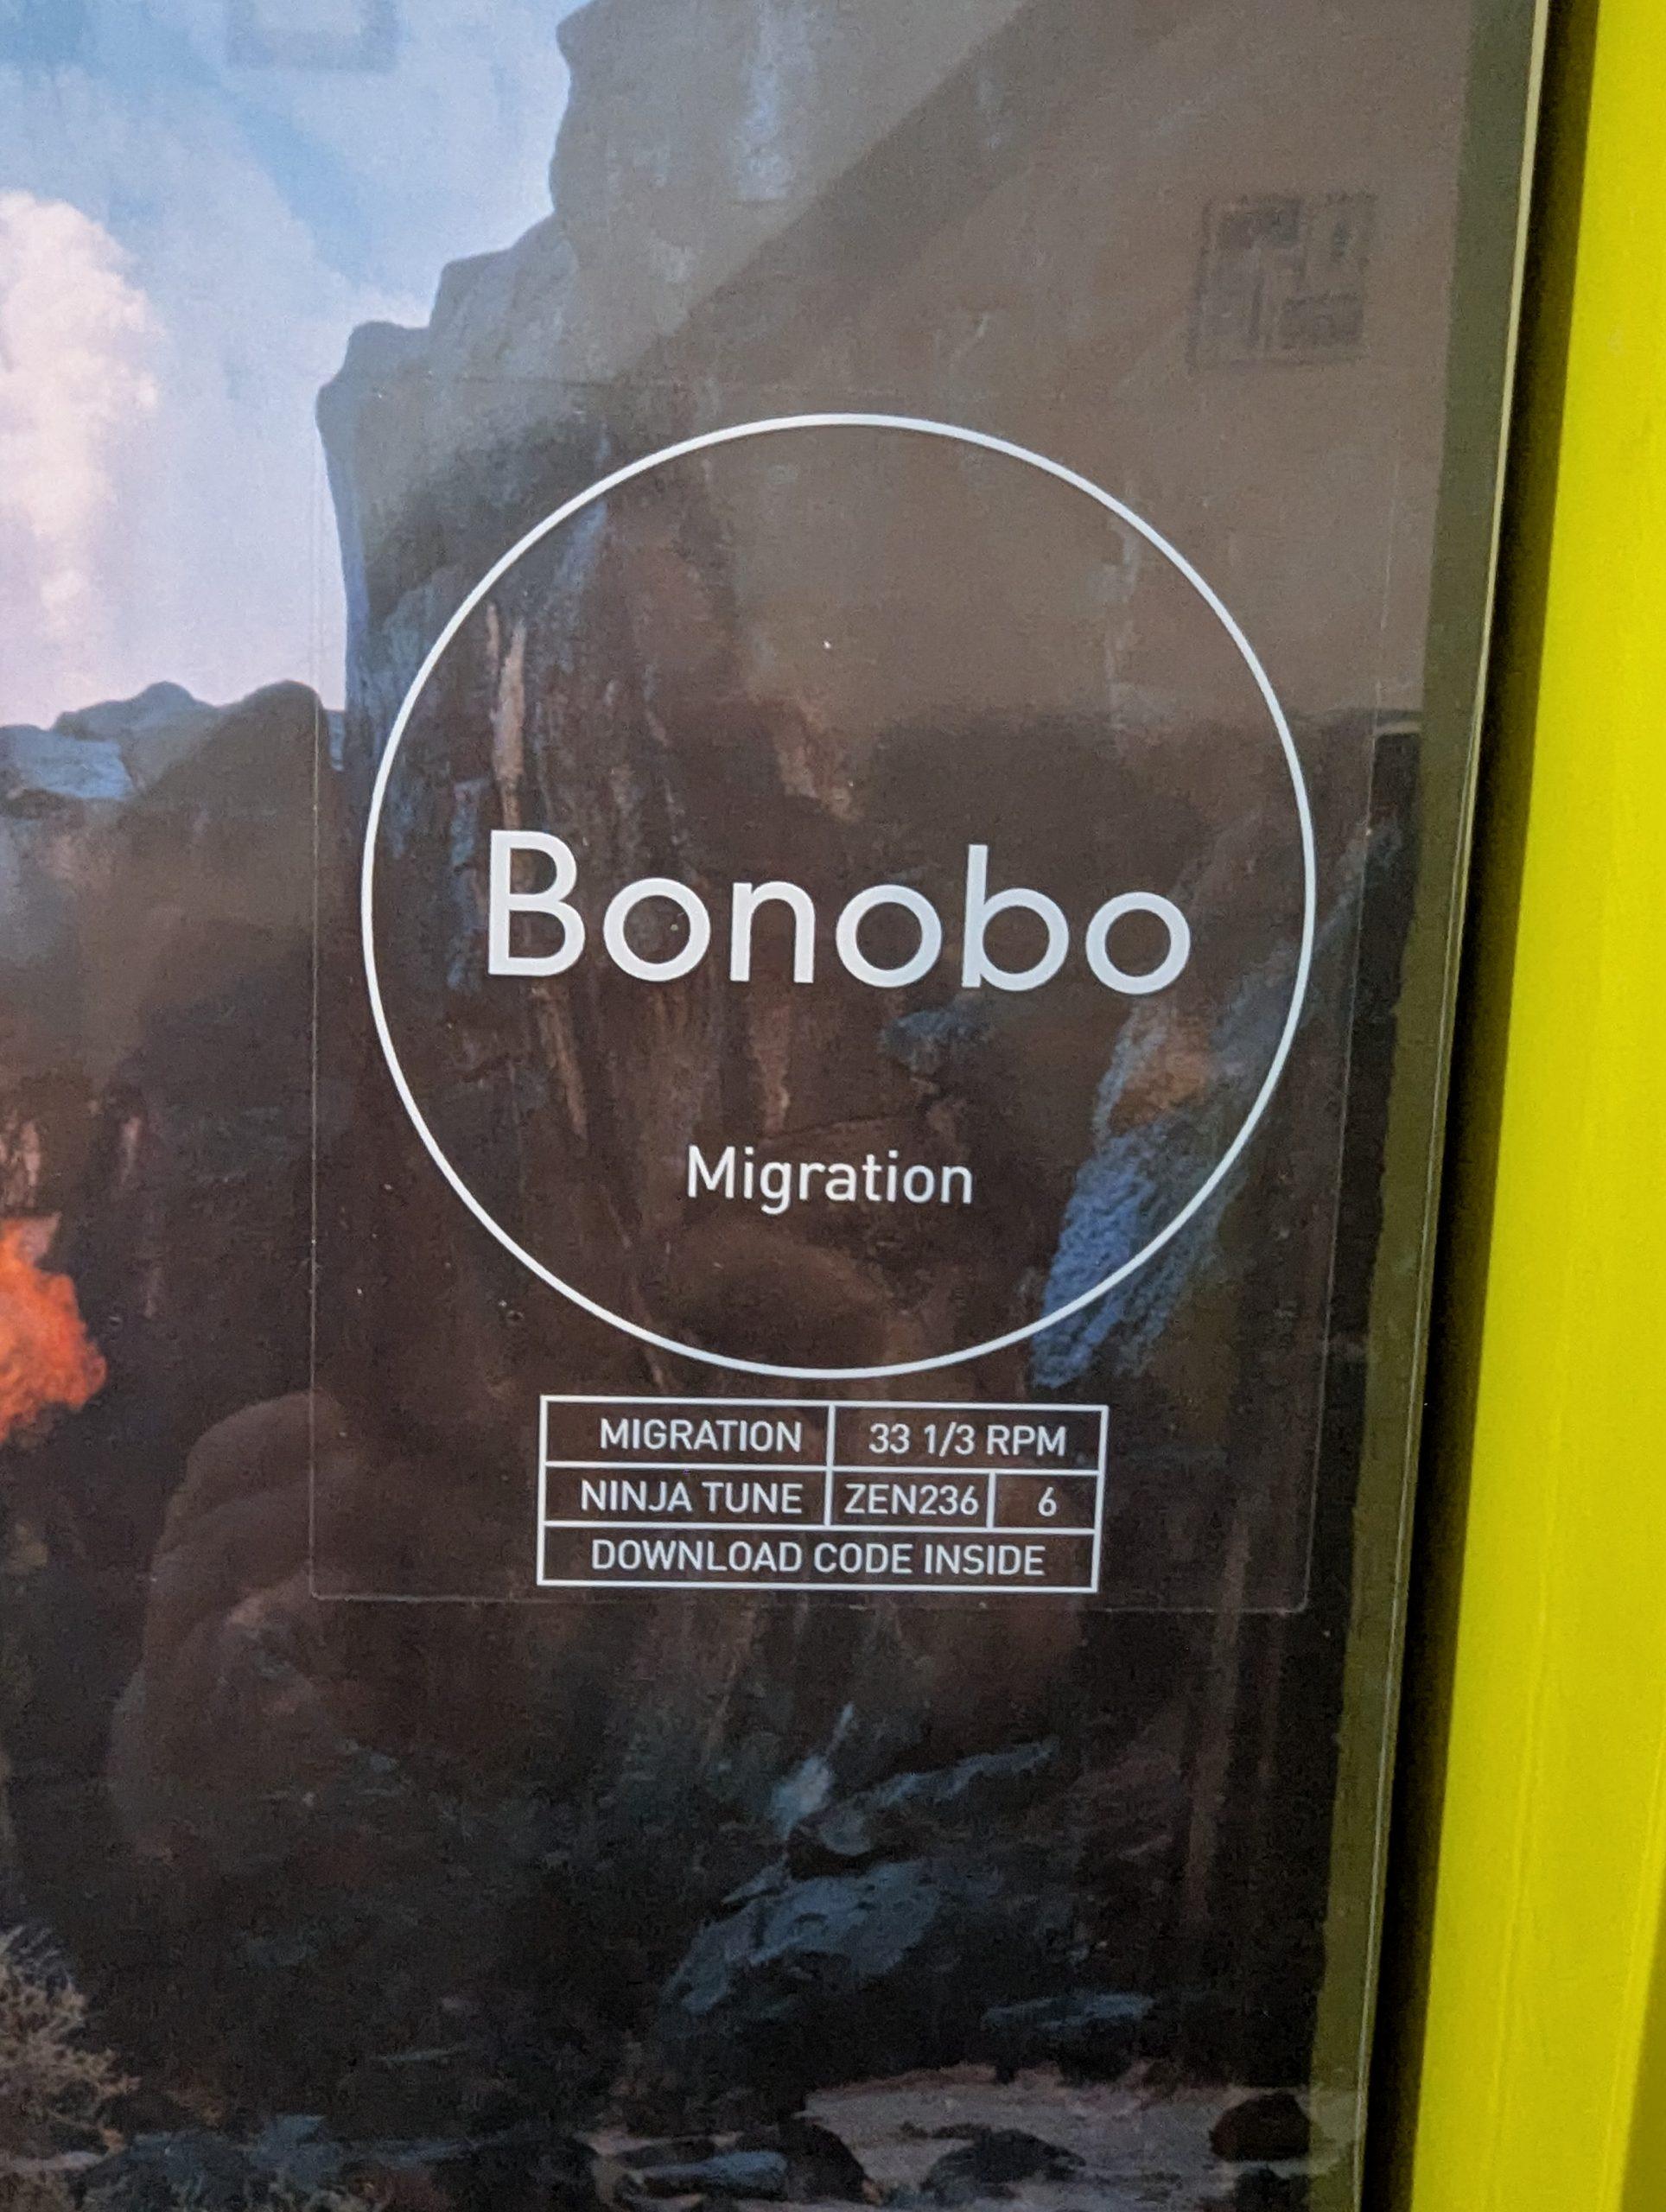 Bonobo
Migration
MIGRATION 33 1/3 RPM
NINJA TUNE ZEN236 6
DOWNLOAD CODE INSIDE